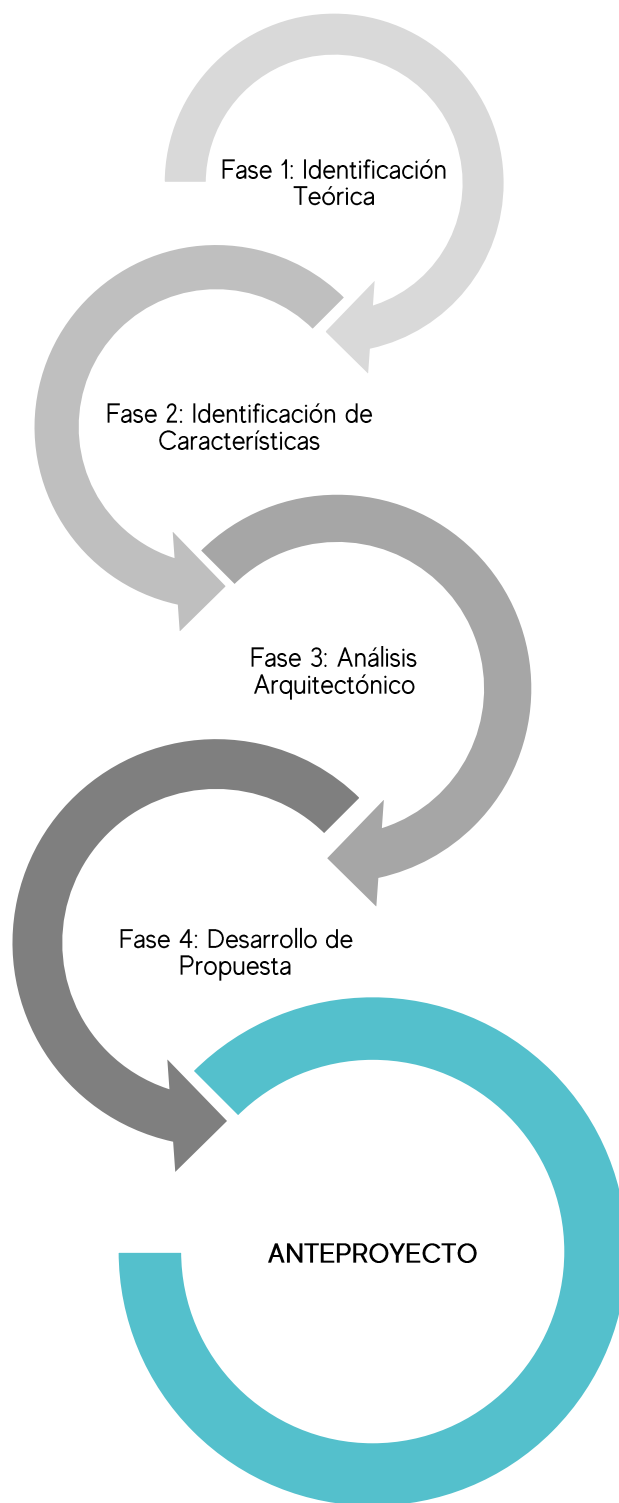 Fase 1: Identificación
Teórica
Fase 2: Identificación de
Características
Fase 3: Análisis
Arquitectónico
Fase 4: Desarrollo de
Propuesta
ANTEPROYECTO